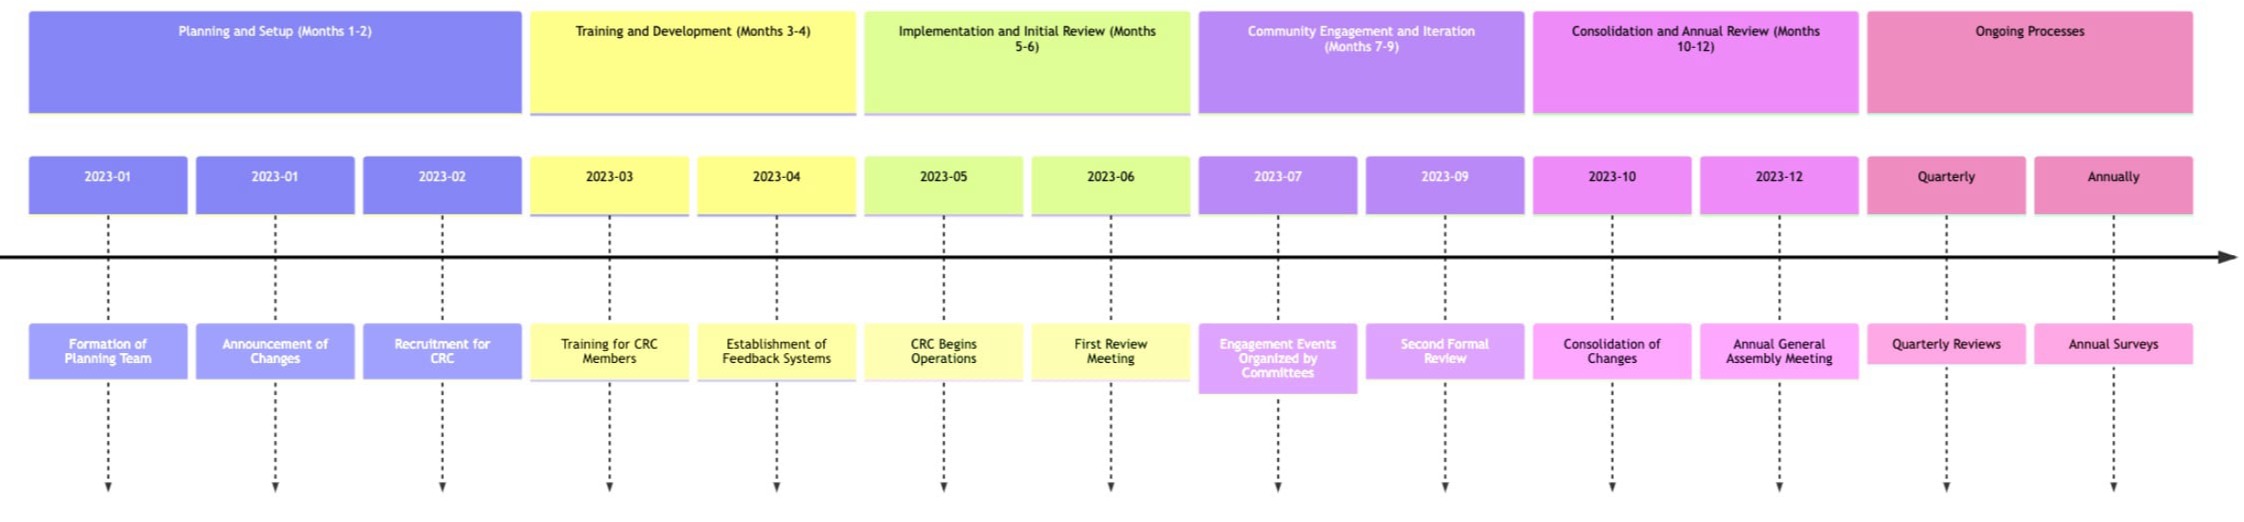 Planning and Setup (Months 1-2)
Training and Development (Months 3-4)
Implementation and Initial Review (Months
5-6)
Community Engagement and Iteration
(Months 7-9)
Consolidation and Annual Review (Months
10-12)
Ongoing Processes
2023-01
2023-01
2023-02
2023-03
2023-04
2023-05
2023-06
2023-07
2023-09
2023-10
2023-12
Quarterly
Annually
Formation of
Planning Team
Announcement of
Changes
Recruitment for
CRC
Training for CRC
Members
Establishment of
Feedback Systems
CRC Begins
Operations
First Review
Meeting
Engagement Events
Organized by
Committees
Second Formal
Review
Consolidation of
Changes
Annual General
Assembly Meeting
Quarterly Reviews
Annual Surveys